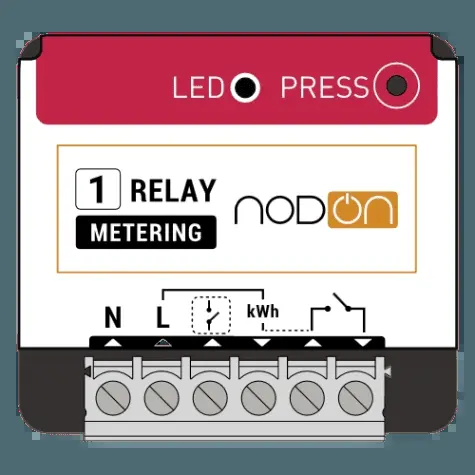 LED PRESS
1 RELAY
METERING
NODON
N L kWh